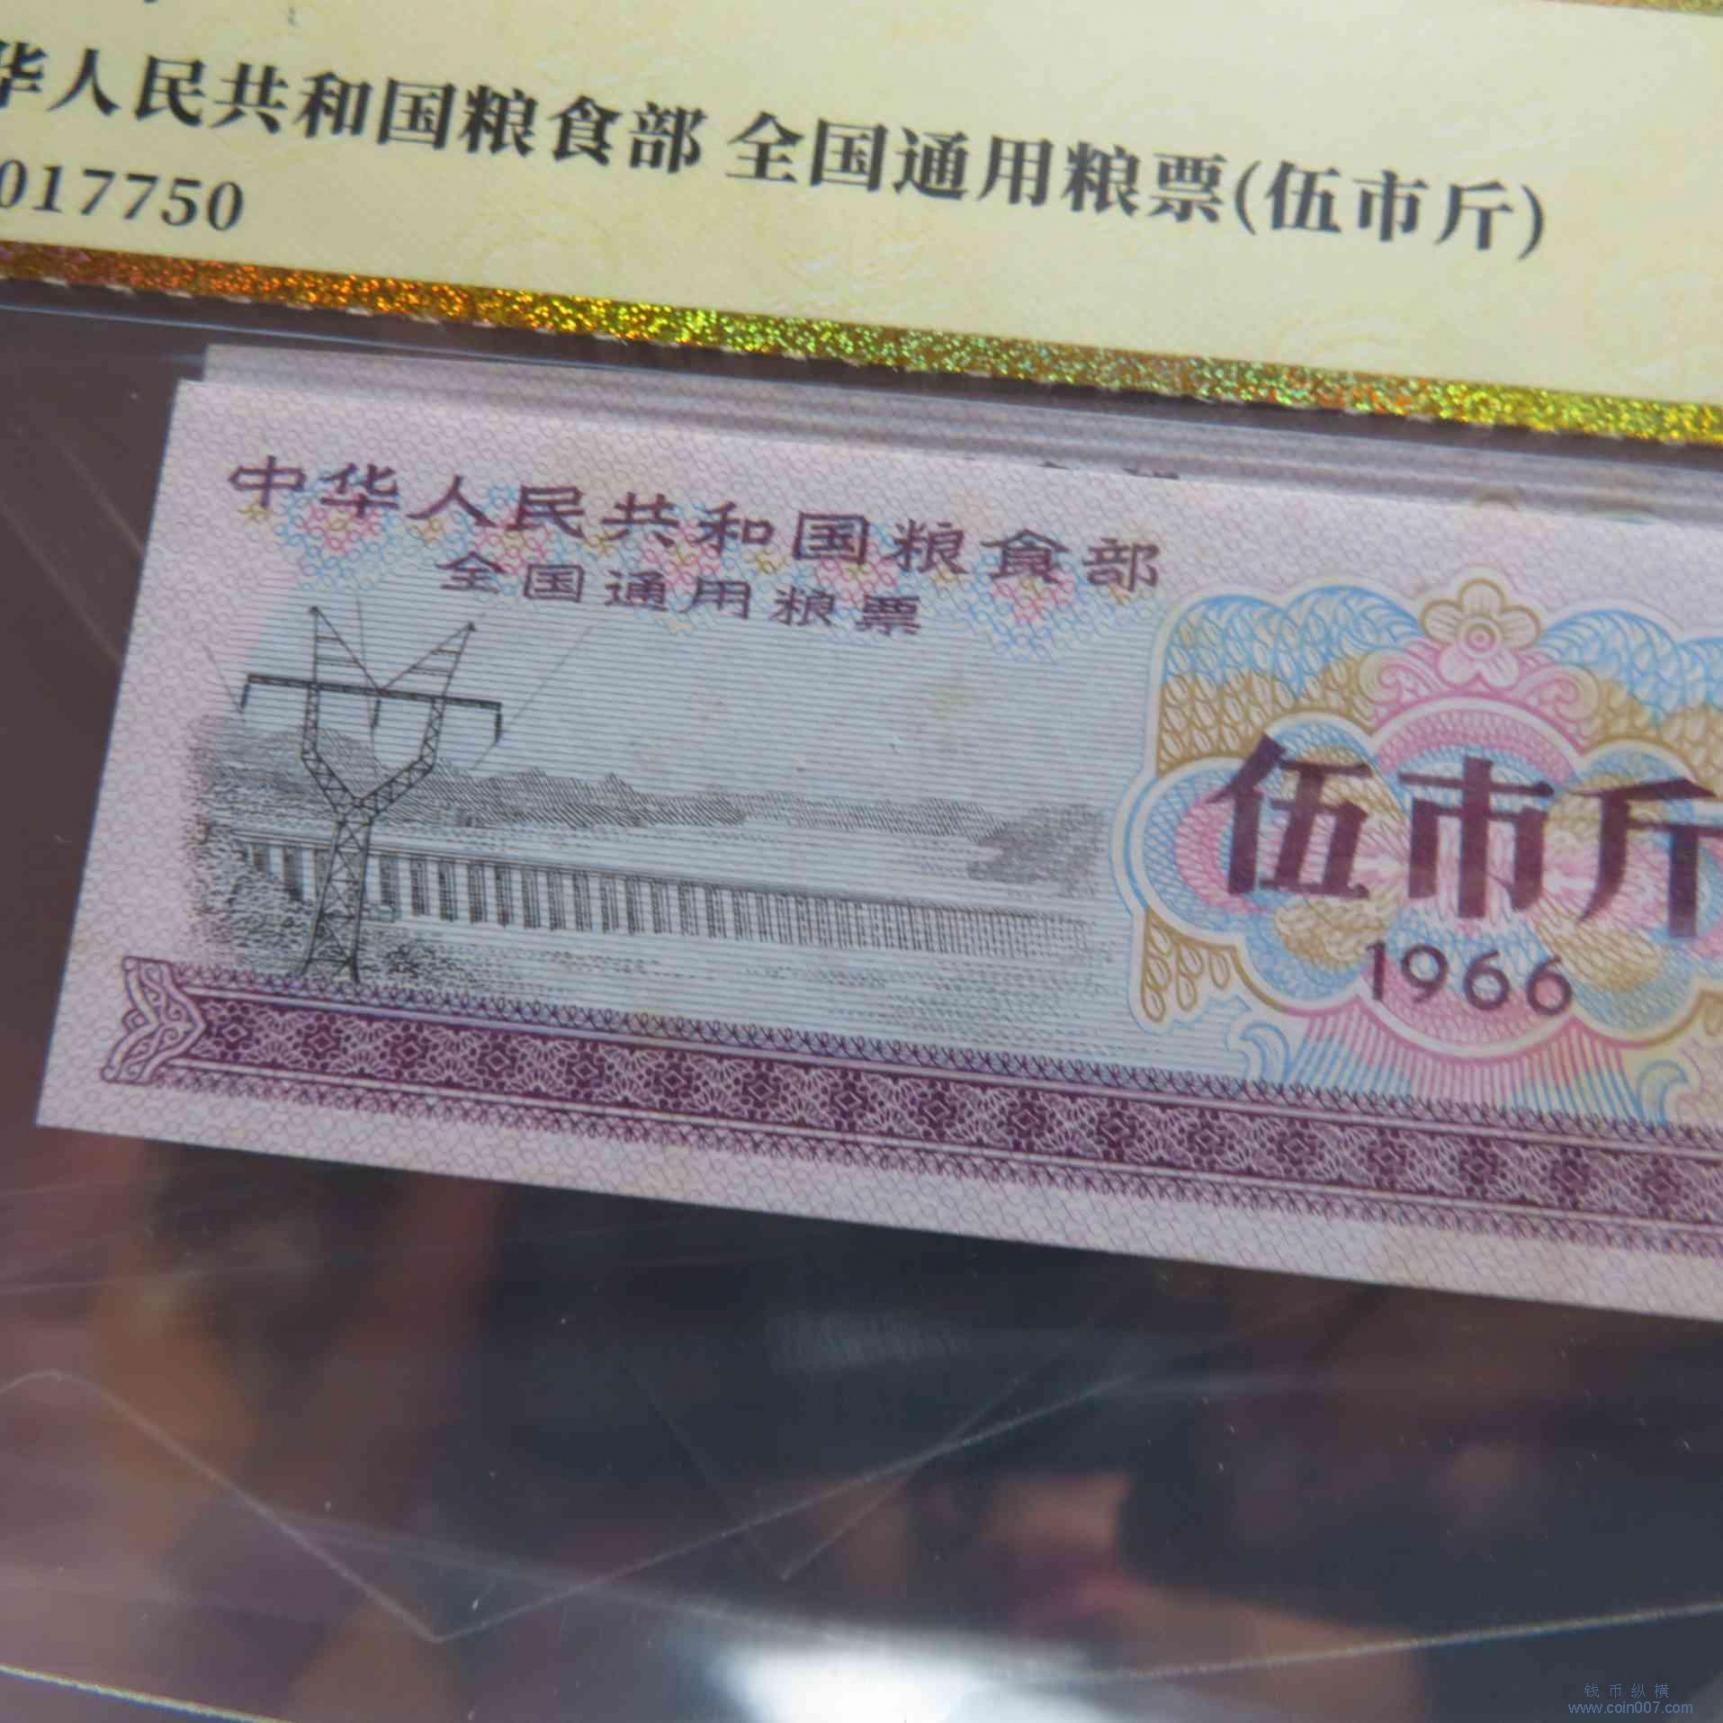 华人民共和国粮食部 全国通用粮票(伍市斤)
017750
中华人民共和国粮食部
全国通用粮票
伍市斤
1966
钱币纵横
www.coin007.com